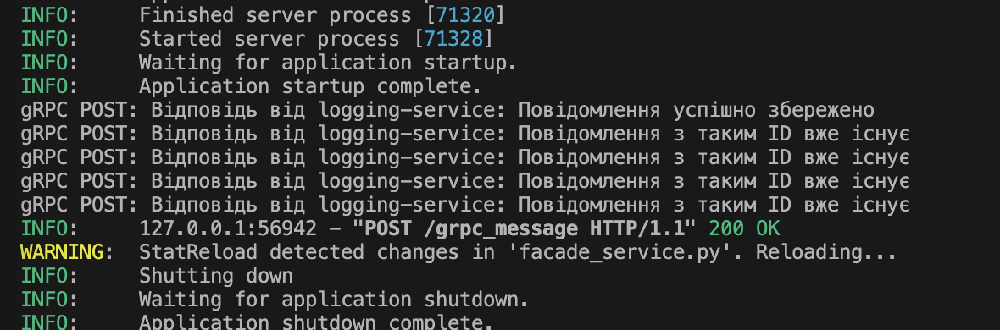 INFO:     Finished server process [71320]
INFO:     Started server process [71328]
INFO:     Waiting for application startup.
INFO:     Application startup complete.
gRPC POST: Відповідь від logging-service: Повідомлення успішно збережено
gRPC POST: Відповідь від logging-service: Повідомлення з таким ID вже існує
gRPC POST: Відповідь від logging-service: Повідомлення з таким ID вже існує
gRPC POST: Відповідь від logging-service: Повідомлення з таким ID вже існує
gRPC POST: Відповідь від logging-service: Повідомлення з таким ID вже існує
INFO:     127.0.0.1:56942 - "POST /grpc_message HTTP/1.1" 200 OK
WARNING:  StatReload detected changes in 'facade_service.py'. Reloading...
INFO:     Shutting down
INFO:     Waiting for application shutdown.
INFO:     Application shutdown complete.